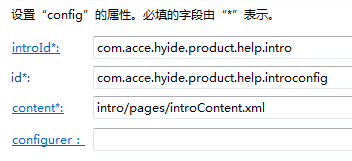 设置“config”的属性。必填的字段由“*”表示。
introId*: com.acce.hyide.product.help.intro
id*: com.acce.hyide.product.help.introconfig
content*: intro/pages/introContent.xml
configurer：